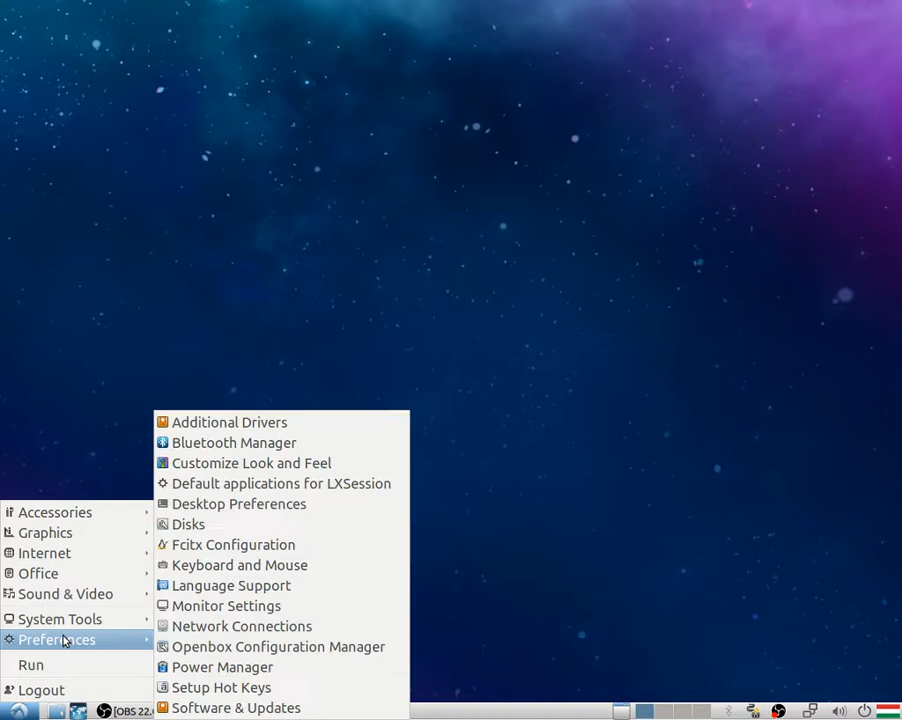 Additional Drivers
Bluetooth Manager
Customize Look and Feel
Default applications for LXSession
Desktop Preferences
Disks
Fcitx Configuration
Keyboard and Mouse
Language Support
Monitor Settings
Network Connections
Openbox Configuration Manager
Power Manager
Setup Hot Keys
Software & Updates
Accessories
Graphics
Internet
Office
Sound & Video
System Tools
Preferences
Run
Logout
[OBS 22.